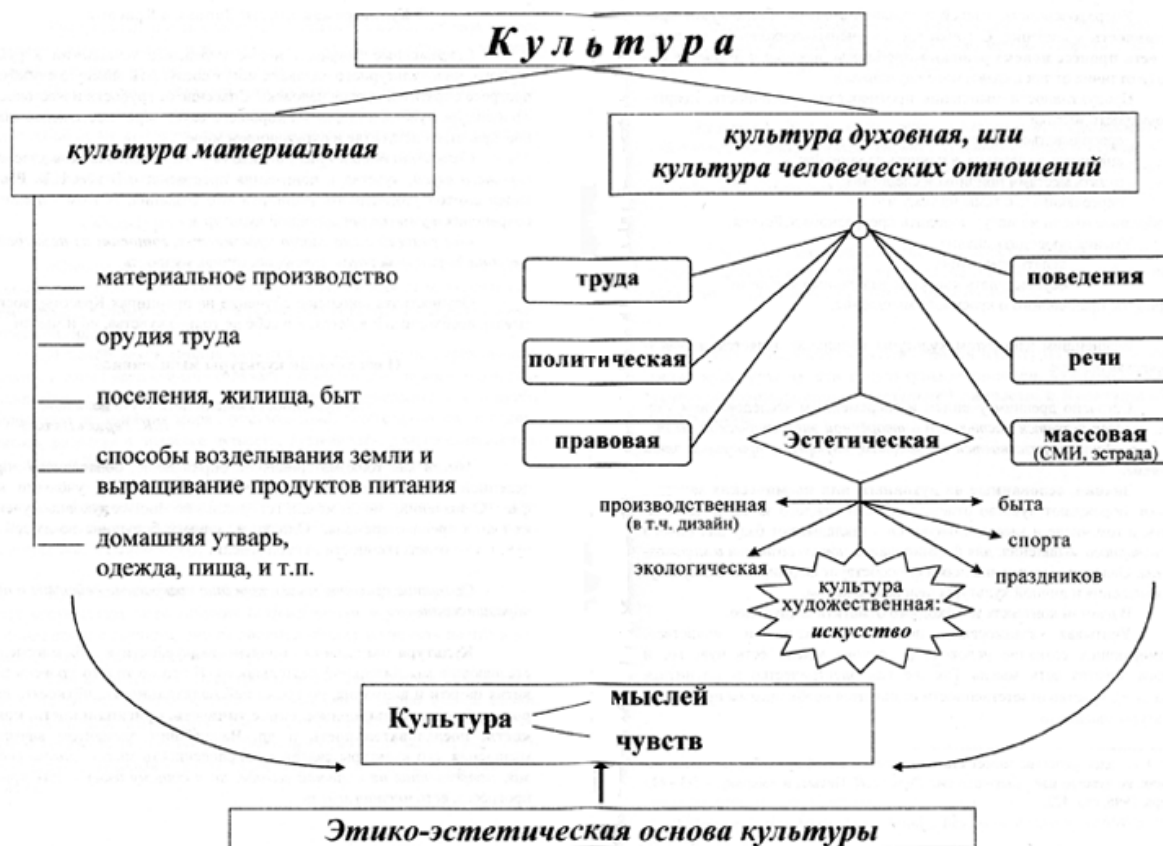 Культура
культура материальная
материальное производство
орудия труда
поселения, жилища, быт
способы возделывания земли и
выращивание продуктов питания
домашняя утварь,
одежда, пища, и т.п.
культура духовная, или
культура человеческих отношений
труда
поведения
политическая
речи
правовая
Эстетическая
массовая
(СМИ, эстрада)
производственная
(в т.ч. дизайн)
быта
спорта
экологическая
праздников
культура
художественная:
искусство
Культура
мыслей
чувств
Этико-эстетическая основа культуры